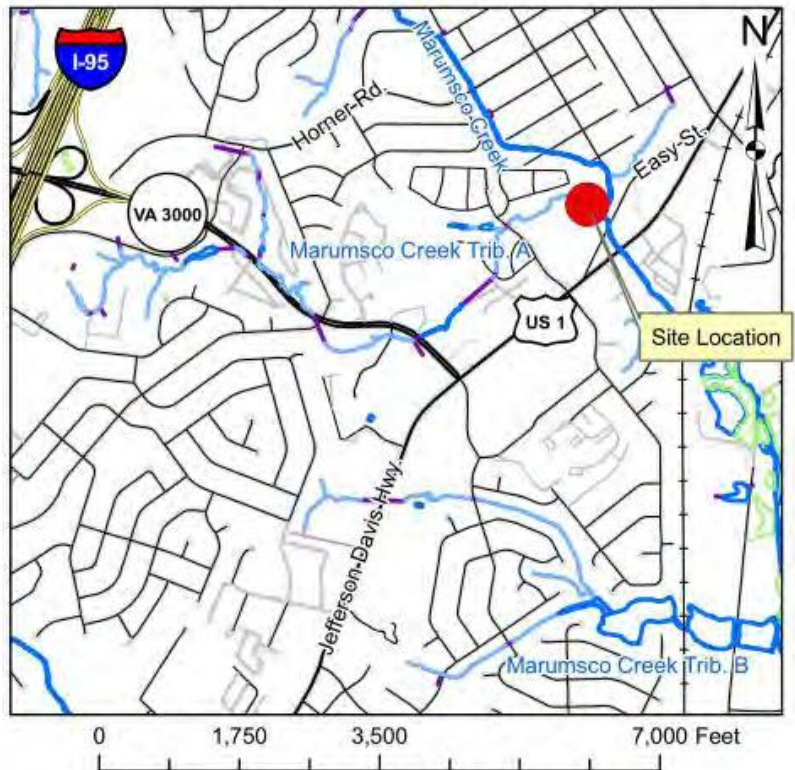 I-95
N
Marumsco-Creek
Horner-Rd.
Easy-St.
VA 3000
Marumsco Creek Trib. A
US 1
Site Location
Jefferson-Davis-Hwy.
Marumsco Creek Trib. B
0 1,750 3,500 7,000 Feet